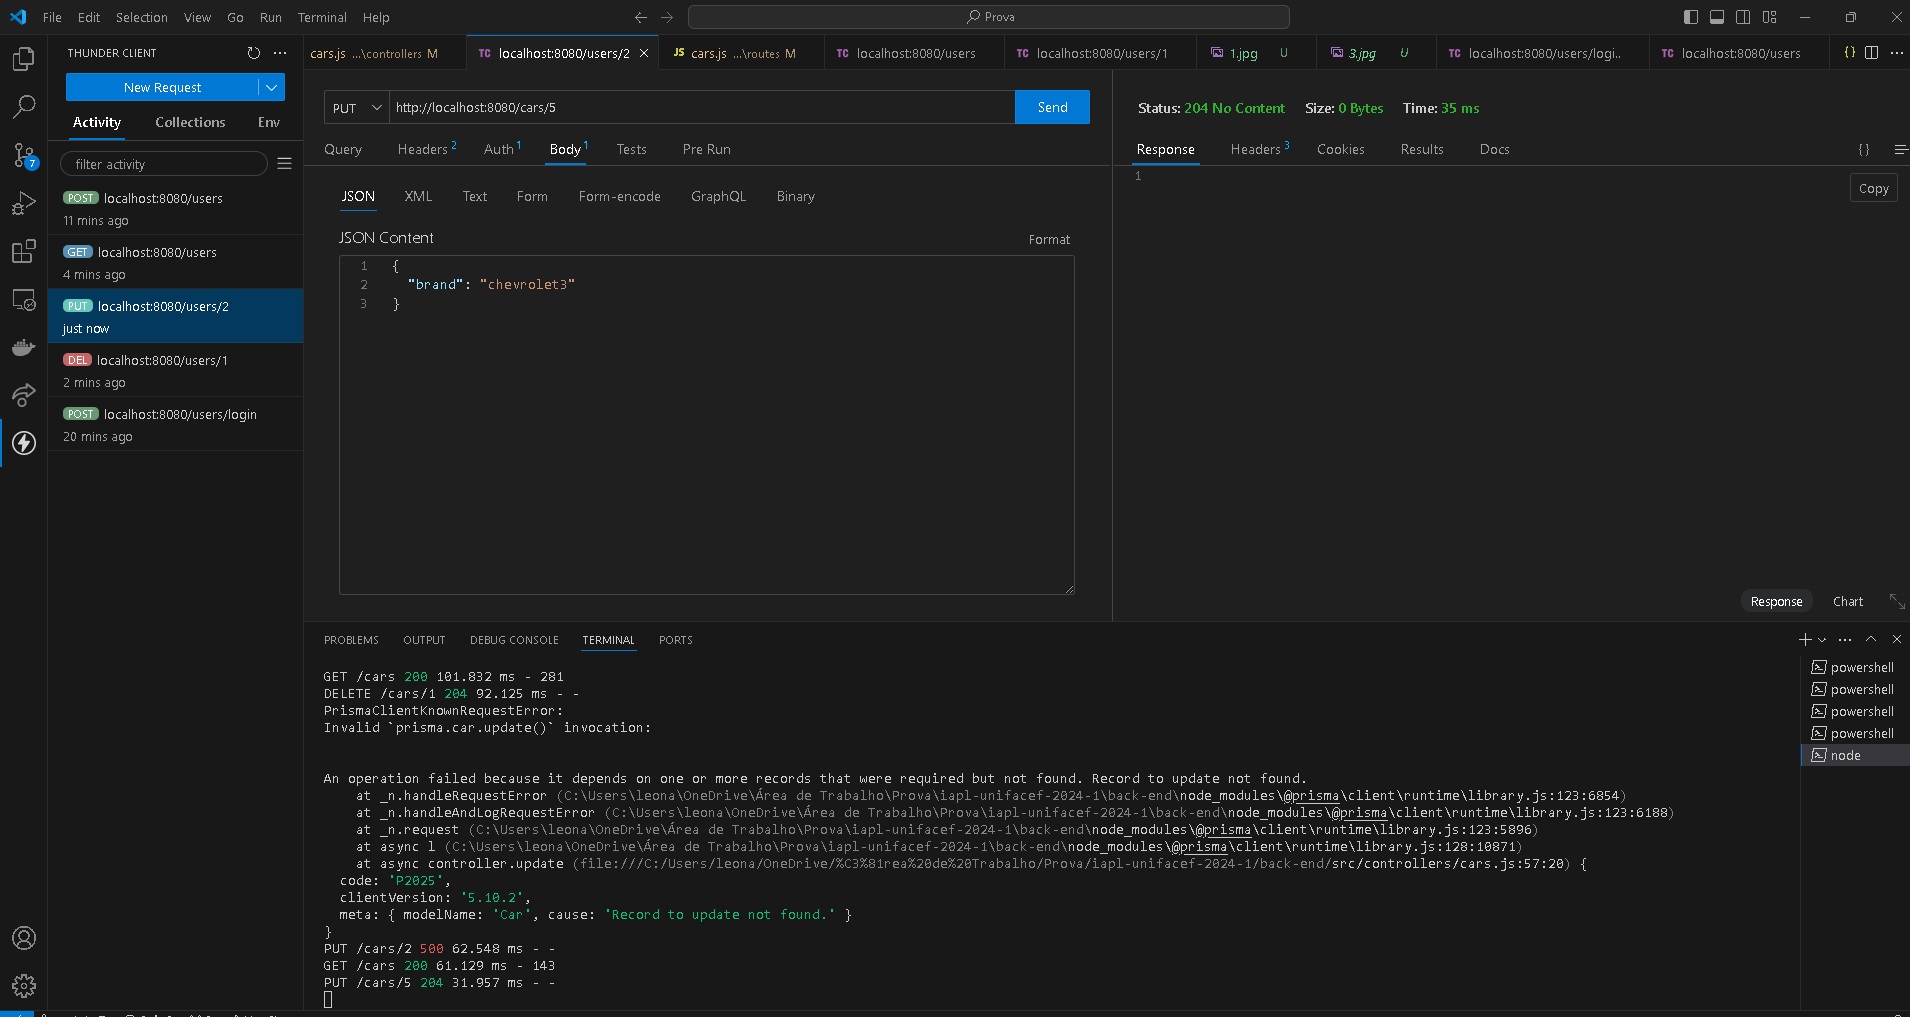 File Edit Selection View Go Run Terminal Help
Prova
THUNDER CLIENT
New Request
Activity Collections Env
filter activity
POST localhost:8080/users
11 mins ago
GET localhost:8080/users
4 mins ago
PUT localhost:8080/users/2
just now
DEL localhost:8080/users/1
2 mins ago
POST localhost:8080/users/login
20 mins ago
7
cars.js ...\controllers M
TC localhost:8080/users/2
JS cars.js ...\routes M
TC localhost:8080/users
TC localhost:8080/users/1
1.jpg U
3.jpg U
TC localhost:8080/users/logi..
TC localhost:8080/users
PUT http://localhost:8080/cars/5 Send
Query Headers 2 Auth 1 Body 1 Tests Pre Run
JSON XML Text Form Form-encode GraphQL Binary
JSON Content
Format
1 {
2 "brand": "chevrolet3"
3 }
Status: 204 No Content Size: 0 Bytes Time: 35 ms
Response Headers 3 Cookies Results Docs {}
1
Copy
Response Chart
PROBLEMS OUTPUT DEBUG CONSOLE TERMINAL PORTS
GET /cars 200 101.832 ms - 281
DELETE /cars/1 204 92.125 ms - -
PrismaClientKnownRequestError:
Invalid `prisma.car.update()` invocation:
An operation failed because it depends on one or more records that were required but not found. Record to update not found.
at _n.handleRequestError (C:\Users\leona\OneDrive\Área de Trabalho\Prova\iapl-unifacef-2024-1\back-end\node_modules\@prisma\client\runtime\library.js:123:6854)
at _n.handleAndLogRequestError (C:\Users\leona\OneDrive\Área de Trabalho\Prova\iapl-unifacef-2024-1\back-end\node_modules\@prisma\client\runtime\library.js:123:6188)
at _n.request (C:\Users\leona\OneDrive\Área de Trabalho\Prova\iapl-unifacef-2024-1\back-end\node_modules\@prisma\client\runtime\library.js:123:5896)
at async l (C:\Users\leona\OneDrive\Área de Trabalho\Prova\iapl-unifacef-2024-1\back-end\node_modules\@prisma\client\runtime\library.js:128:10871)
at async controller.update (file:///C:/Users/leona/OneDrive/%C3%81rea%20de%20Trabalho/Prova/iapl-unifacef-2024-1/back-end/src/controllers/cars.js:57:20) {
code: 'P2025',
clientVersion: '5.10.2',
meta: { modelName: 'Car', cause: 'Record to update not found.' }
}
PUT /cars/2 500 62.548 ms - -
GET /cars 200 61.129 ms - 143
PUT /cars/5 204 31.957 ms - -
powershell
powershell
powershell
powershell
node